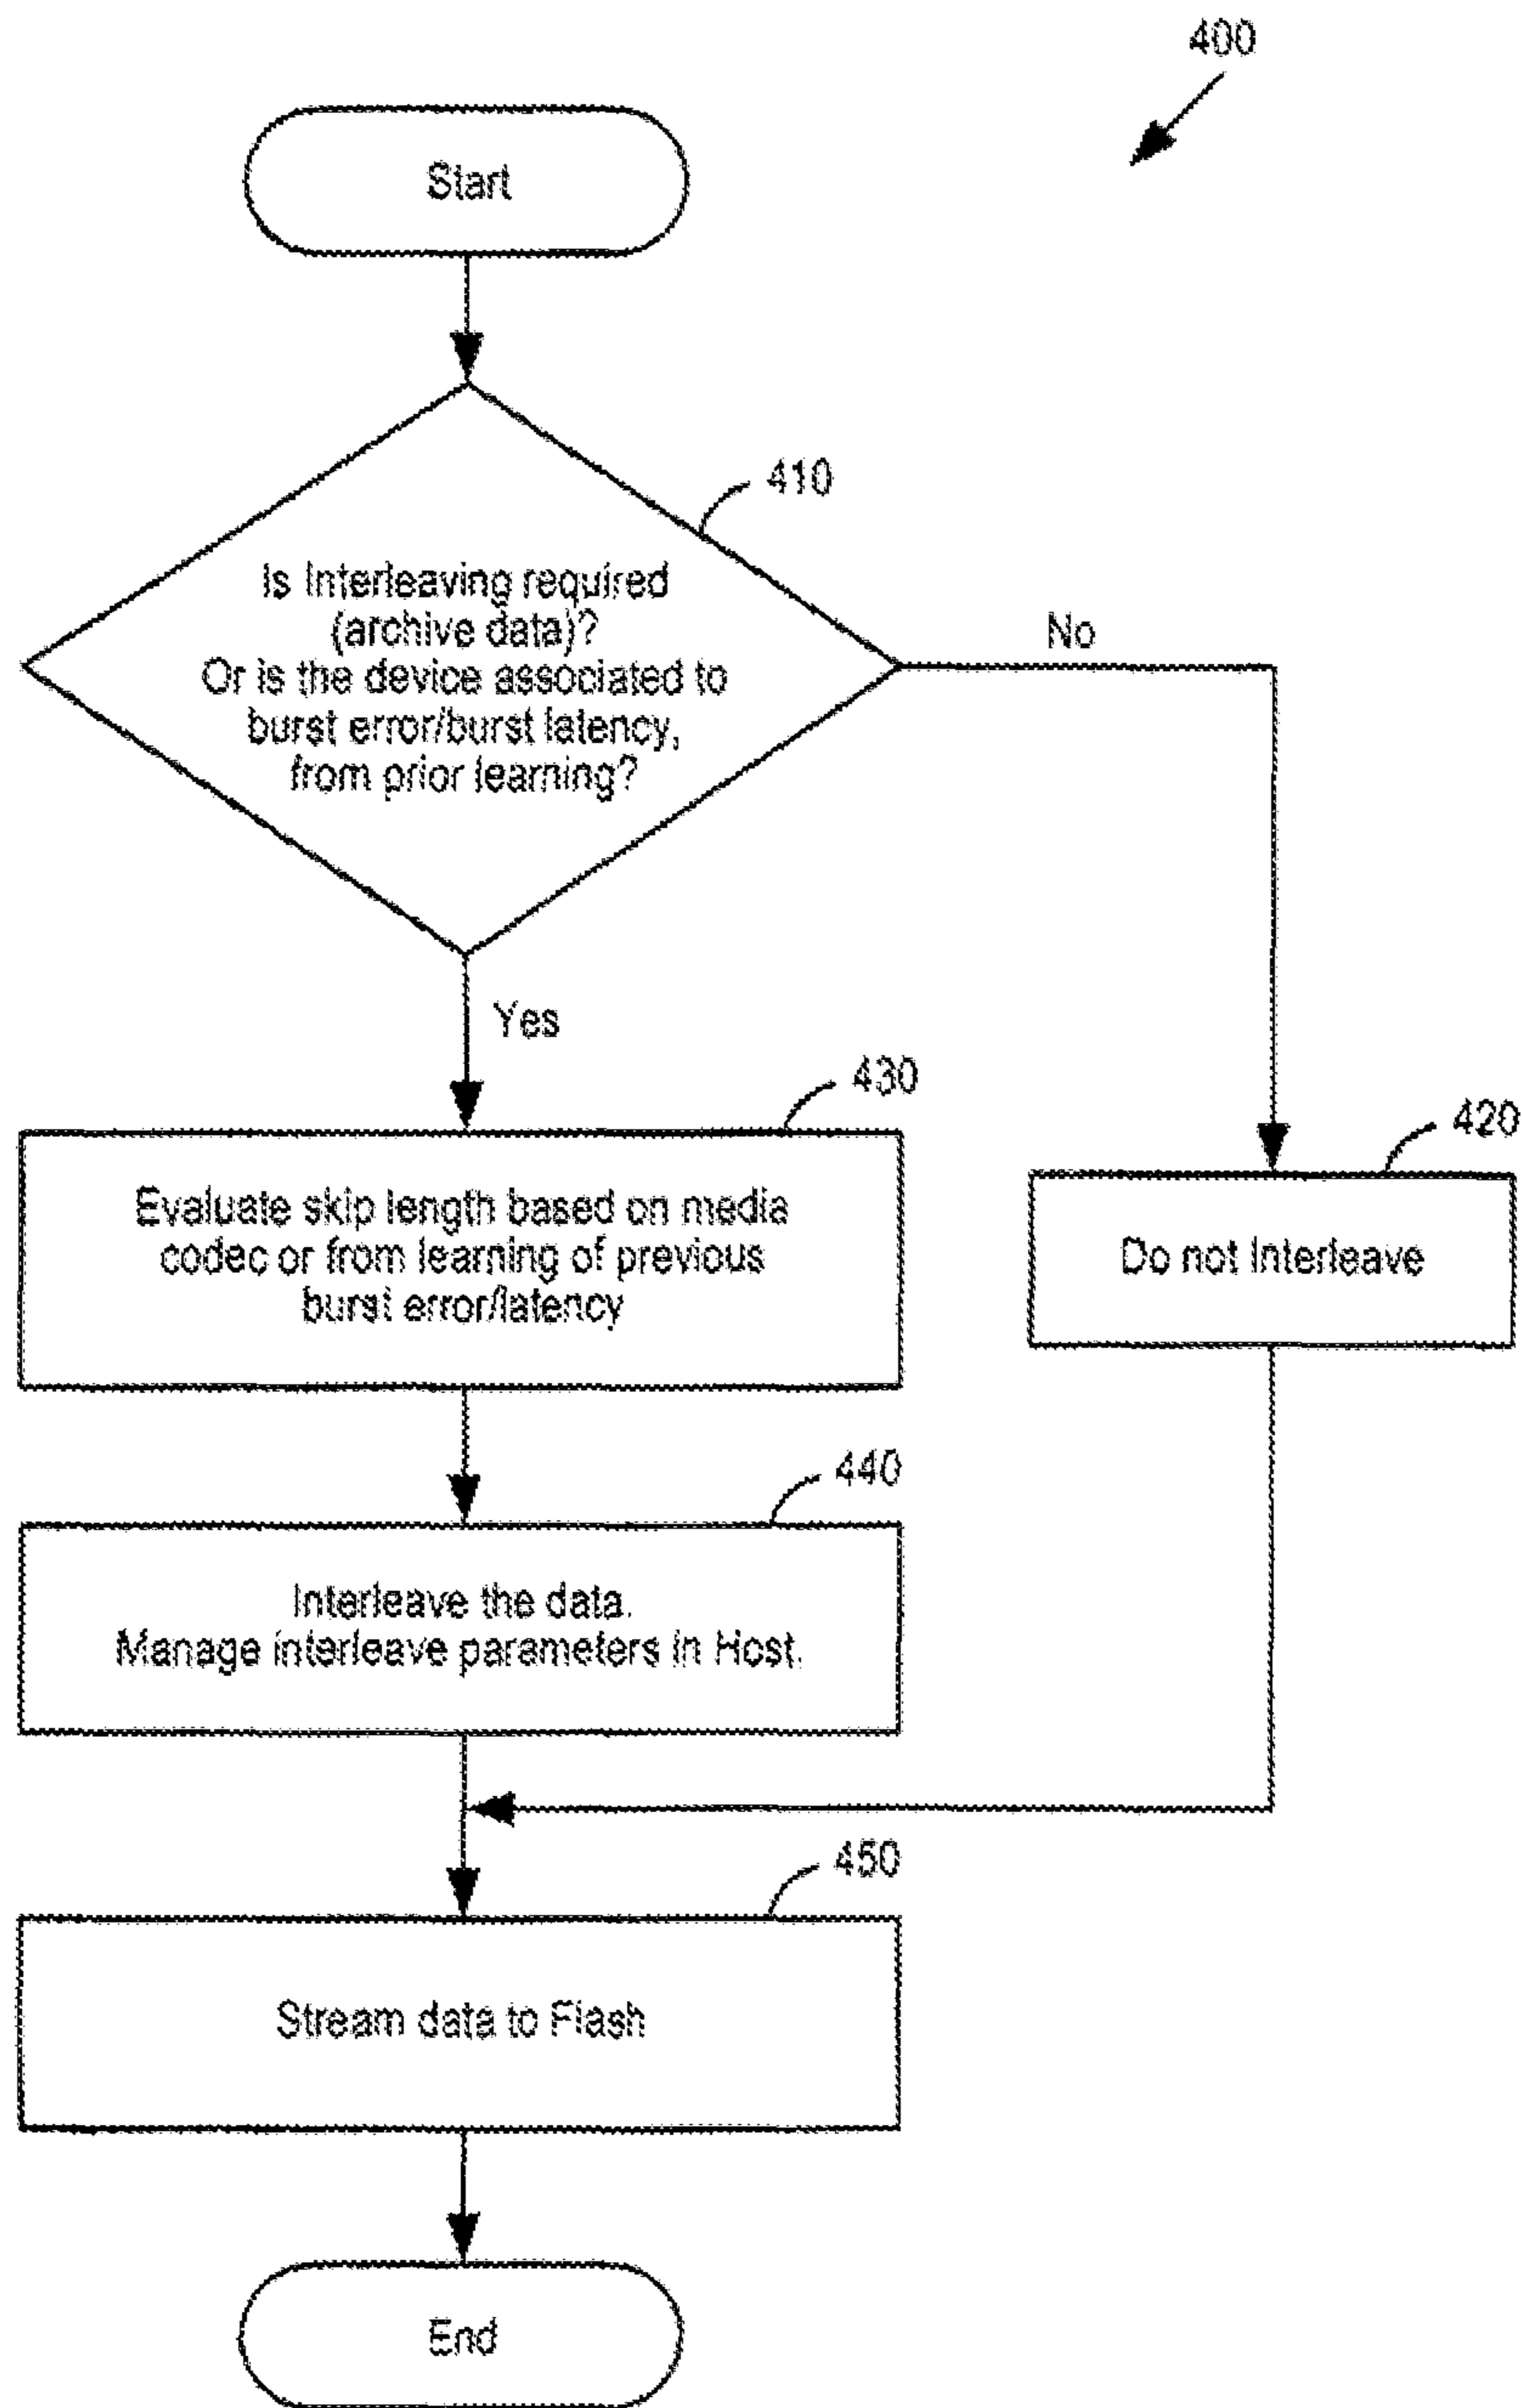 400
Start
410
Is Interleaving required
(archive data)?
Or is the device associated to
burst error/burst latency,
from prior learning?
No
Yes
430
Evaluate skip length based on media
codec or from learning of previous
burst error/latency
420
Do not Interleave
440
Interleave the data.
Manage interleave parameters in Host.
450
Stream data to Flash
End